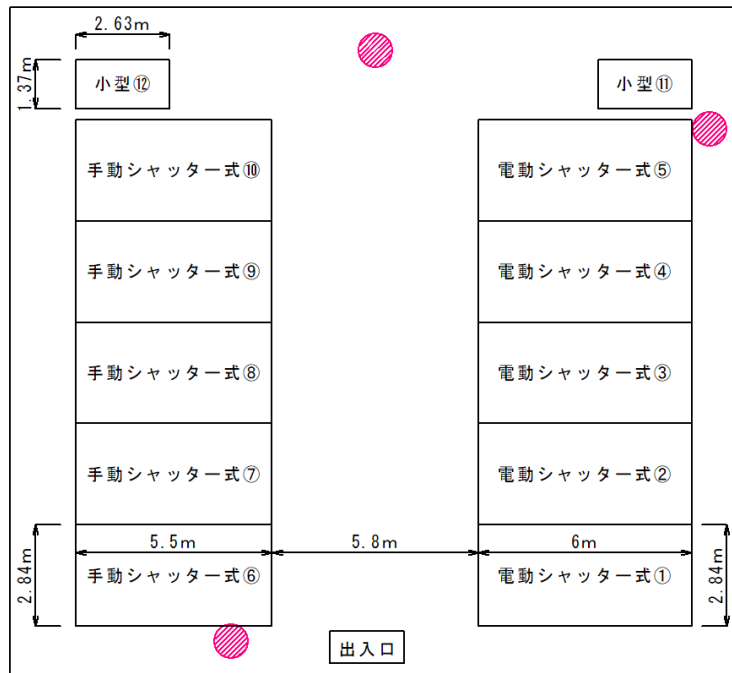 2.63m
1.37m
小型⑫
小型⑪
手動シャッター式⑩
電動シャッター式⑤
手動シャッター式⑨
電動シャッター式④
手動シャッター式⑧
電動シャッター式③
手動シャッター式⑦
電動シャッター式②
5.5m
5.8m
6m
2.84m
手動シャッター式⑥
電動シャッター式①
2.84m
出入口